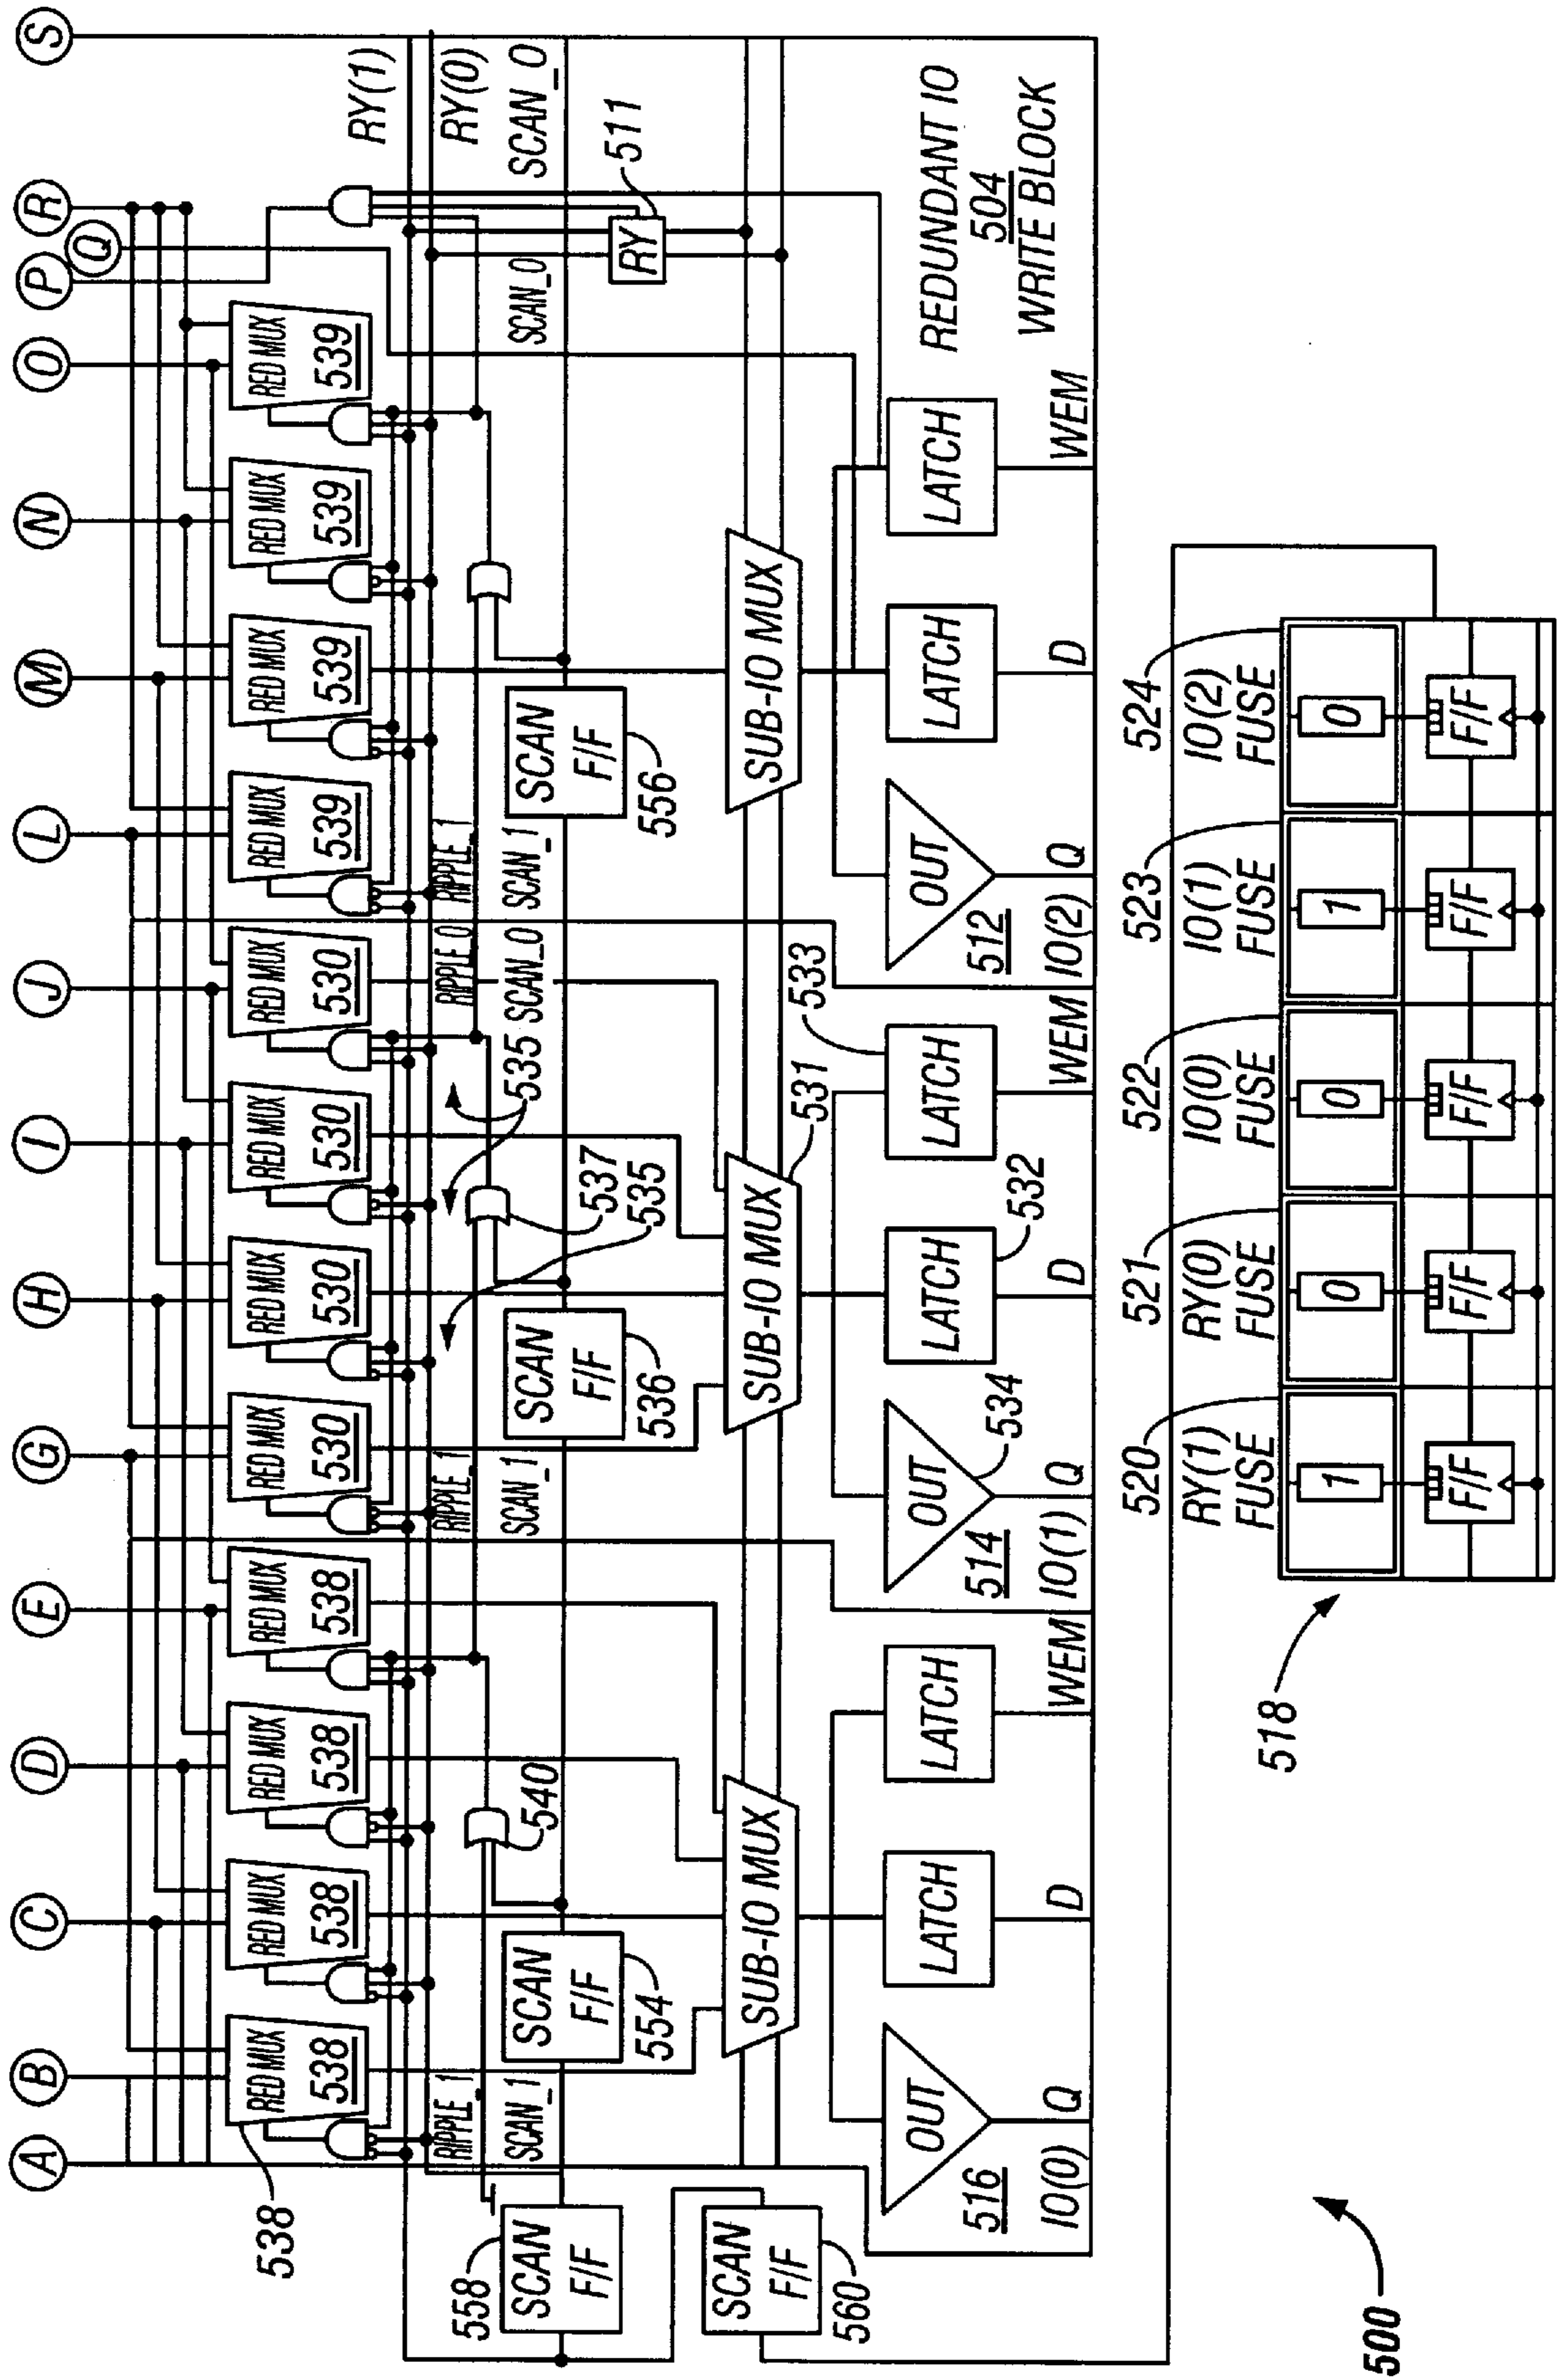 A
B
C
D
E
G
H
I
J
L
M
N
O
P
Q
R
S
RED MUX
538
RED MUX
538
RED MUX
538
RED MUX
538
RED MUX
530
RED MUX
530
RED MUX
530
RED MUX
530
RED MUX
539
RED MUX
539
RED MUX
539
RED MUX
539
538
RY(1)
RY(0)
SCAN_O
RIPPLE_1
SCAN_1
540
RIPPLE_1
SCAN_1
535
537
535
RIPPLE_0
SCAN_O
RIPPLE_1
SCAN_1
SCAN_O
511
RY
558
SCAN
F/F
SCAN
F/F
554
SCAN
F/F
536
SCAN
F/F
556
SCAN
F/F
560
SUB-IO MUX
SUB-IO MUX
531
SUB-IO MUX
OUT
516
LATCH
LATCH
IO(0)
Q
D
WEM
OUT
534
514
LATCH
532
LATCH
533
IO(1)
Q
D
WEM
OUT
512
LATCH
LATCH
IO(2)
Q
D
WEM
REDUNDANT IO
504
WRITE BLOCK
520
521
522
523
524
RY(1)
FUSE
RY(0)
FUSE
IO(0)
FUSE
IO(1)
FUSE
IO(2)
FUSE
1
0
0
1
0
F/F
F/F
F/F
F/F
F/F
518
500